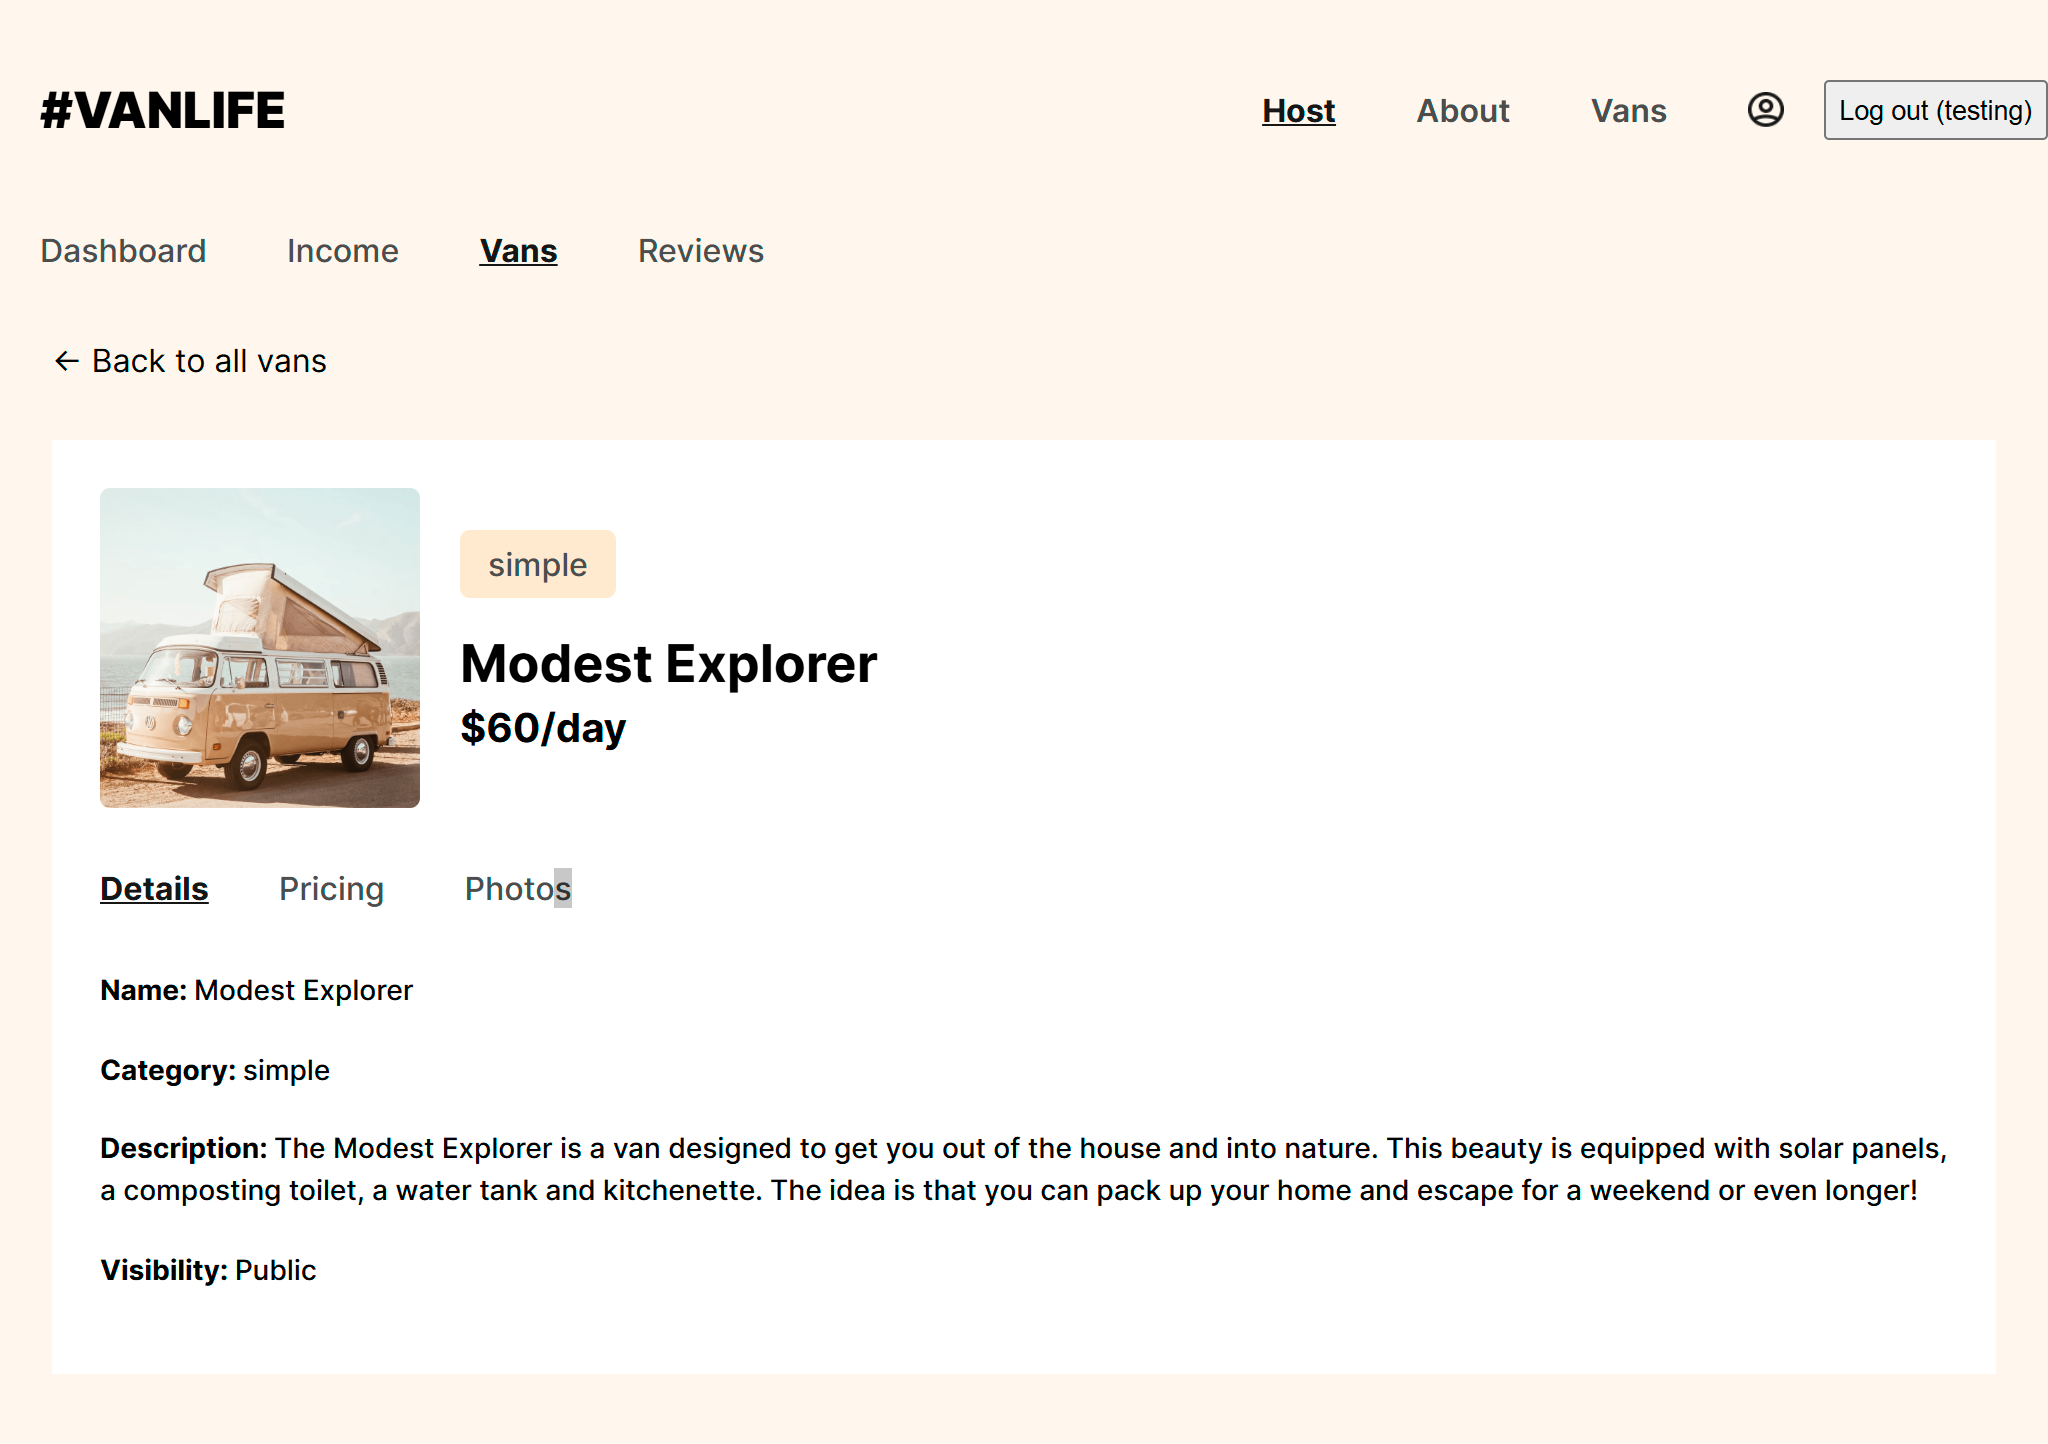 #VANLIFE
Host About Vans Log out (testing)
Dashboard Income Vans Reviews
← Back to all vans
simple
Modest Explorer
$60/day
Details Pricing Photos
Name: Modest Explorer
Category: simple
Description: The Modest Explorer is a van designed to get you out of the house and into nature. This beauty is equipped with solar panels,
a composting toilet, a water tank and kitchenette. The idea is that you can pack up your home and escape for a weekend or even longer!
Visibility: Public